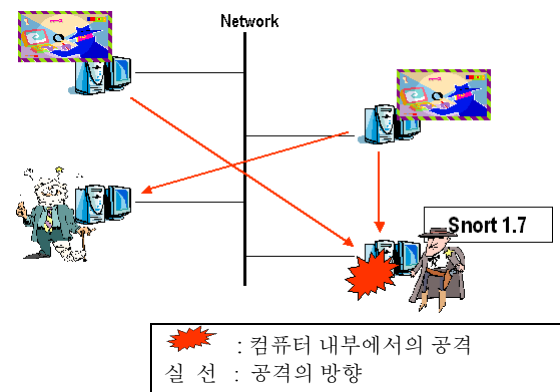 Network
Snort 1.7
: 컴퓨터 내부에서의 공격
실 선 : 공격의 방향